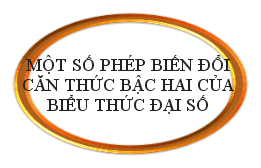 MỘT SỐ PHÉP BIẾN ĐỔI
CĂN THỨC BẬC HAI CỦA
BIỂU THỨC ĐẠI SỐ